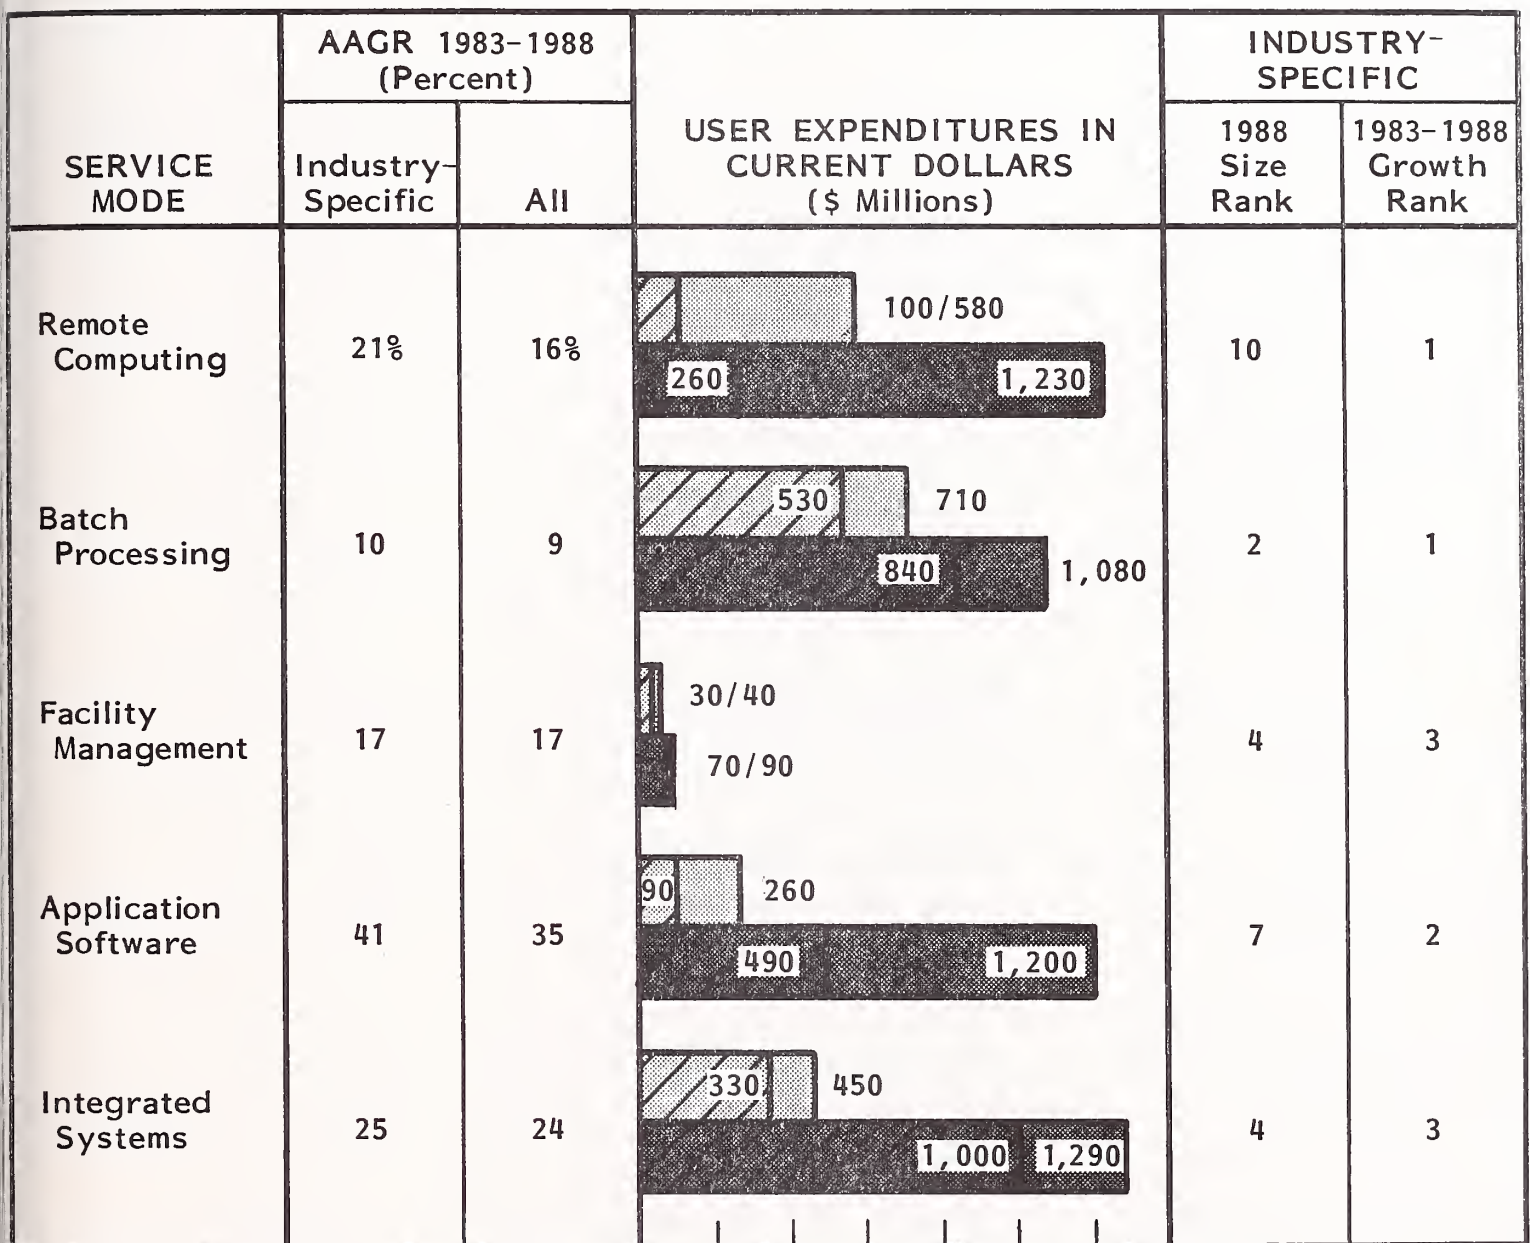 AAGR 1983-1988
(Percent)
INDUSTRY-
SPECIFIC
SERVICE
MODE
Industry-
Specific
All
USER EXPENDITURES IN
CURRENT DOLLARS
($ Millions)
1988
Size
Rank
1983-1988
Growth
Rank
Remote
Computing
21%
16%
100/580
260
1,230
10
1
Batch
Processing
10
9
530
710
840
1,080
2
1
Facility
Management
17
17
30/40
70/90
4
3
Application
Software
41
35
90
260
490
1,200
7
2
Integrated
Systems
25
24
330
450
1,000
1,290
4
3